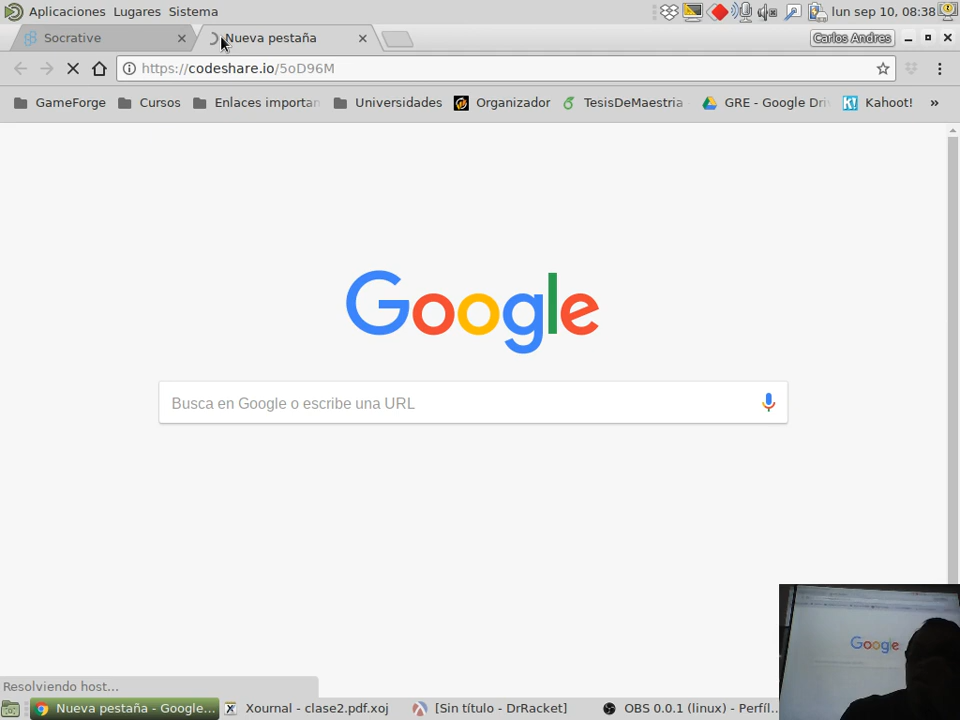 Aplicaciones Lugares Sistema
lun sep 10, 08:38
Socrative
Nueva pestaña
Carlos Andres
https://codeshare.io/5oD96M
GameForge
Cursos
Enlaces importan
Universidades
Organizador
TesisDeMaestria
GRE - Google Dri
Kahoot!
»
Google
Busca en Google o escribe una URL
Google
Resolviendo host...
Nueva pestaña - Google...
Xournal - clase2.pdf.xoj
[Sin título - DrRacket]
OBS 0.0.1 (linux) - Perfil...